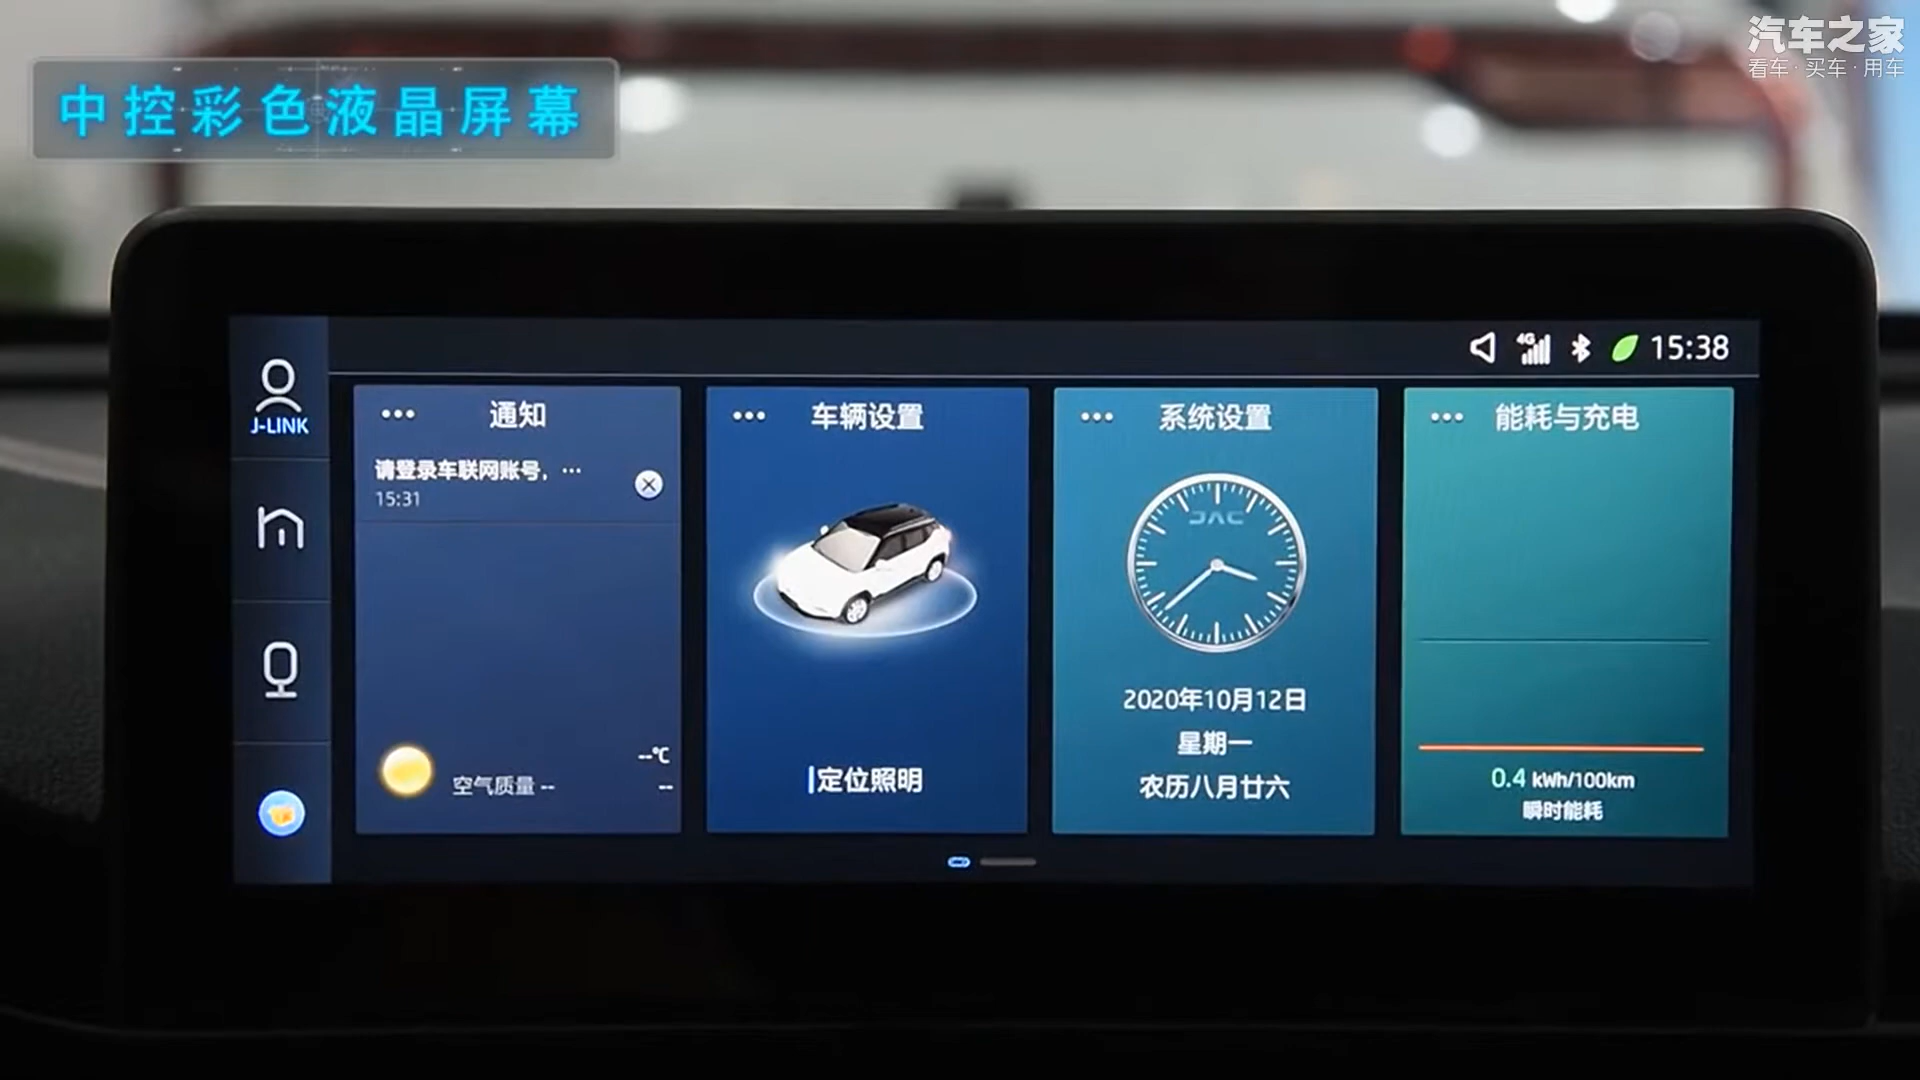 中控彩色液晶屏幕
汽车之家
看车·买车·用车
4G
15:38
J-LINK
••• 通知
请登录车联网账号，···
15:31
--℃
空气质量 --
--
••• 车辆设置
定位照明
••• 系统设置
JAC
2020年10月12日
星期一
农历八月廿六
••• 能耗与充电
0.4 kWh/100km
瞬时能耗